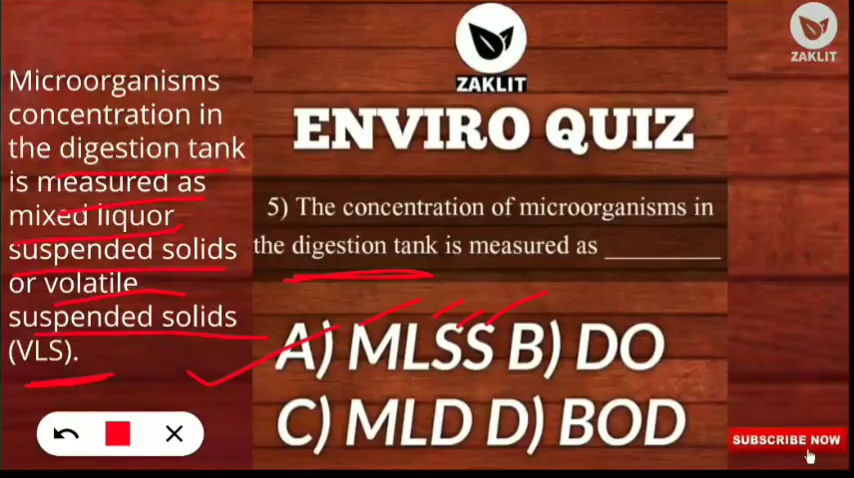 ZAKLIT
ZAKLIT
ENVIRO QUIZ
Microorganisms
concentration in
the digestion tank
is measured as
mixed liquor
suspended solids
or volatile
suspended solids
(VLS).
5) The concentration of microorganisms in
the digestion tank is measured as __________
A) MLSS B) DO
C) MLD D) BOD
SUBSCRIBE NOW